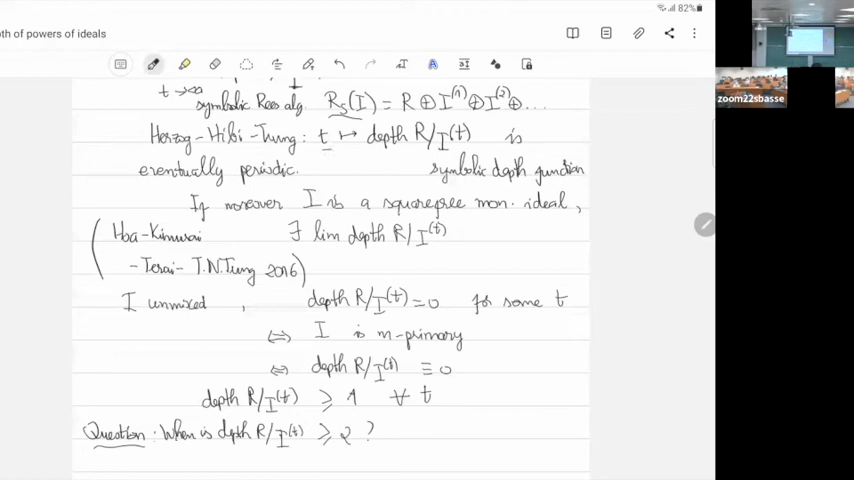 82%
pth of powers of ideals
t → ∞
symbolic Rees alg. R_S(I) = R ⊕ I^(1) ⊕ I^(2) ⊕ ...
Herzog-Hibi-Trung: t ↦ depth R/I^(t) is
eventually periodic. symbolic depth function
If moreover I is a squarefree mon. ideal,
(Hoa-Kimura ∃ lim depth R/I^(t)
-Terai-T.N.Trung 2016)
I unmixed, depth R/I^(t) = 0 for some t
⇔ I is m-primary
⇔ depth R/I^(t) ≡ 0
depth R/I^(t) ≥ 1 ∀ t
Question: When is depth R/I^(t) ≥ 2 ?
zoom22sbasse